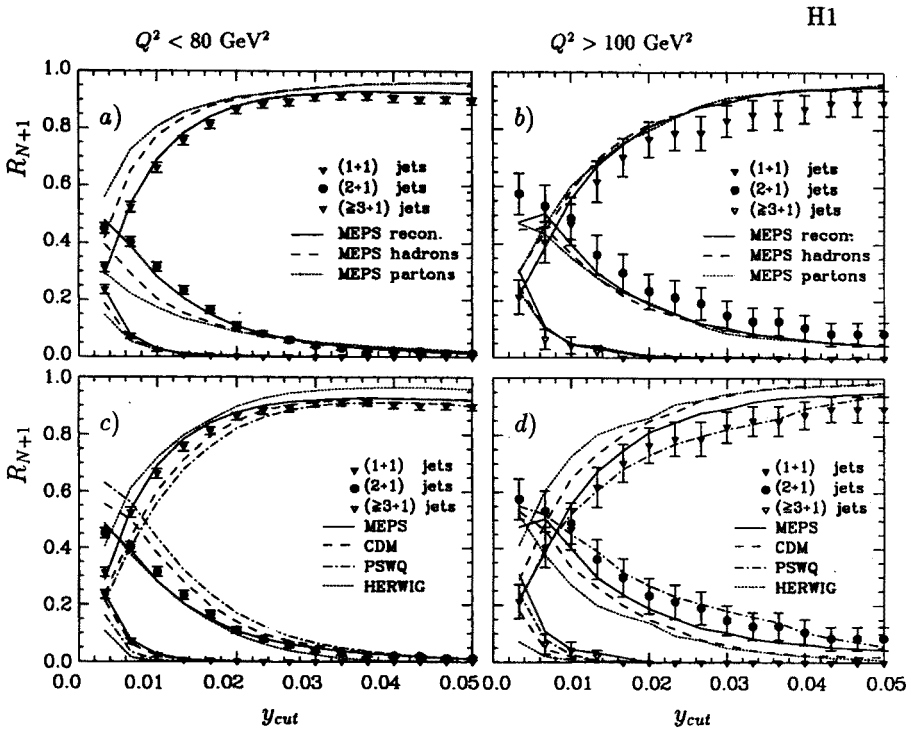 H1
Q² < 80 GeV²
Q² > 100 GeV²
R_{N+1}
1.0
0.8
0.6
0.4
0.2
0.0
a)
(1+1) jets
(2+1) jets
(≧3+1) jets
MEPS recon.
MEPS hadrons
MEPS partons
b)
(1+1) jets
(2+1) jets
(≧3+1) jets
MEPS recon.
MEPS hadrons
MEPS partons
R_{N+1}
0.8
0.6
0.4
0.2
0.0
c)
(1+1) jets
(2+1) jets
(≧3+1) jets
MEPS
CDM
PSWQ
HERWIG
d)
(1+1) jets
(2+1) jets
(≧3+1) jets
MEPS
CDM
PSWQ
HERWIG
0.0 0.01 0.02 0.03 0.04 0.05
0.0 0.01 0.02 0.03 0.04 0.05
y_{cut}
y_{cut}